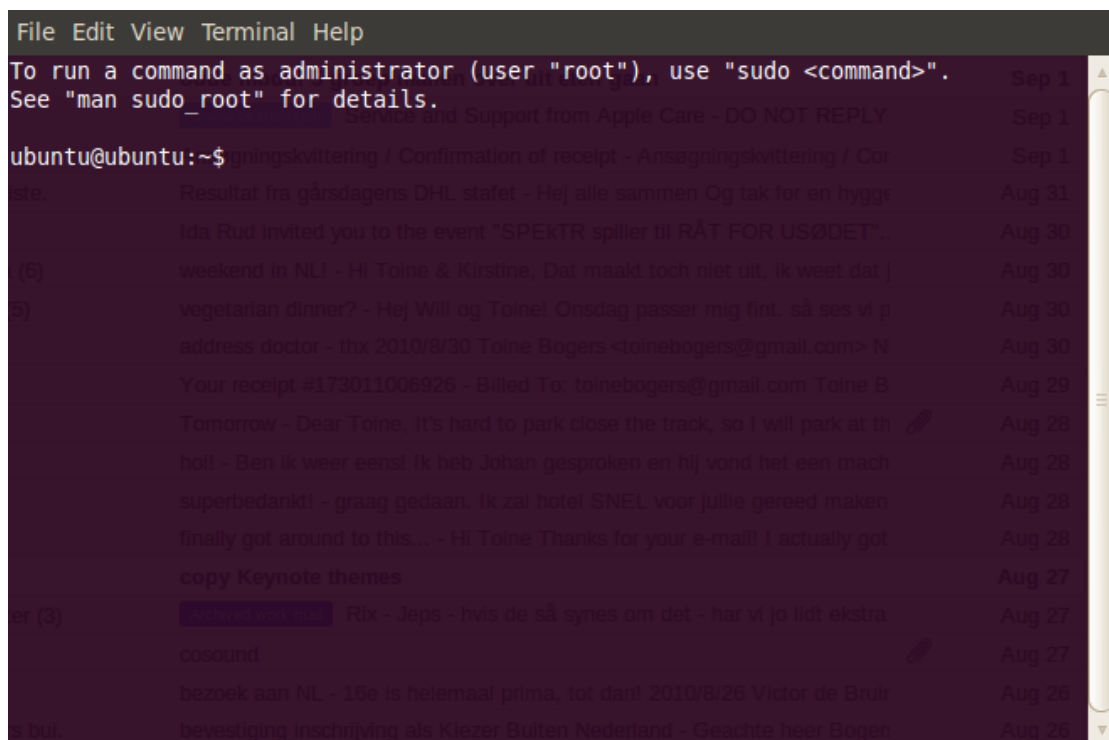 File Edit View Terminal Help
To run a command as administrator (user "root"), use "sudo <command>".
Sep 1
See "man sudo_root" for details.
Service and Support from Apple Care - DO NOT REPLY Sep 1
ubuntu@ubuntu:~$
Ansøgningskvittering / Confirmation of receipt - Ansøgningskvittering / Cor Sep 1
iste. Resultat fra gårsdagens DHL stafet - Hej alle sammen Og tak for en hygge Aug 31
Ida Rud invited you to the event "SPEkTR spiller til RÅT FOR USØDET".. Aug 30
(6) weekend in NL! - Hi Toine & Kirstine, Dat maakt toch niet uit, ik weet dat j Aug 30
5) vegetarian dinner? - Hej Will og Toine! Onsdag passer mig fint. så ses vi p Aug 30
address doctor - thx 2010/8/30 Toine Bogers <toinebogers@gmail.com> N Aug 30
Your receipt #173011006926 - Billed To: toinebogers@gmail.com Toine B Aug 29
Tomorrow - Dear Toine, It's hard to park close the track, so I will park at th Aug 28
hoi! - Ben ik weer eens! Ik heb Johan gesproken en hij vond het een mach Aug 28
superbedankt! - graag gedaan. Ik zal hotel SNEL voor jullie gereed maken Aug 28
finally got around to this... - Hi Toine Thanks for your e-mail! I actually got Aug 28
copy Keynote themes Aug 27
er (3) Archived work mail Rix - Jeps - hvis de så synes om det - har vi jo lidt ekstra Aug 27
cosound Aug 27
bezoek aan NL - 16e is helemaal prima, tot dan! 2010/8/26 Victor de Bruir Aug 26
s bui. bevestiging inschrijving als Kiezer Buiten Nederland - Geachte heer Bogers Aug 26